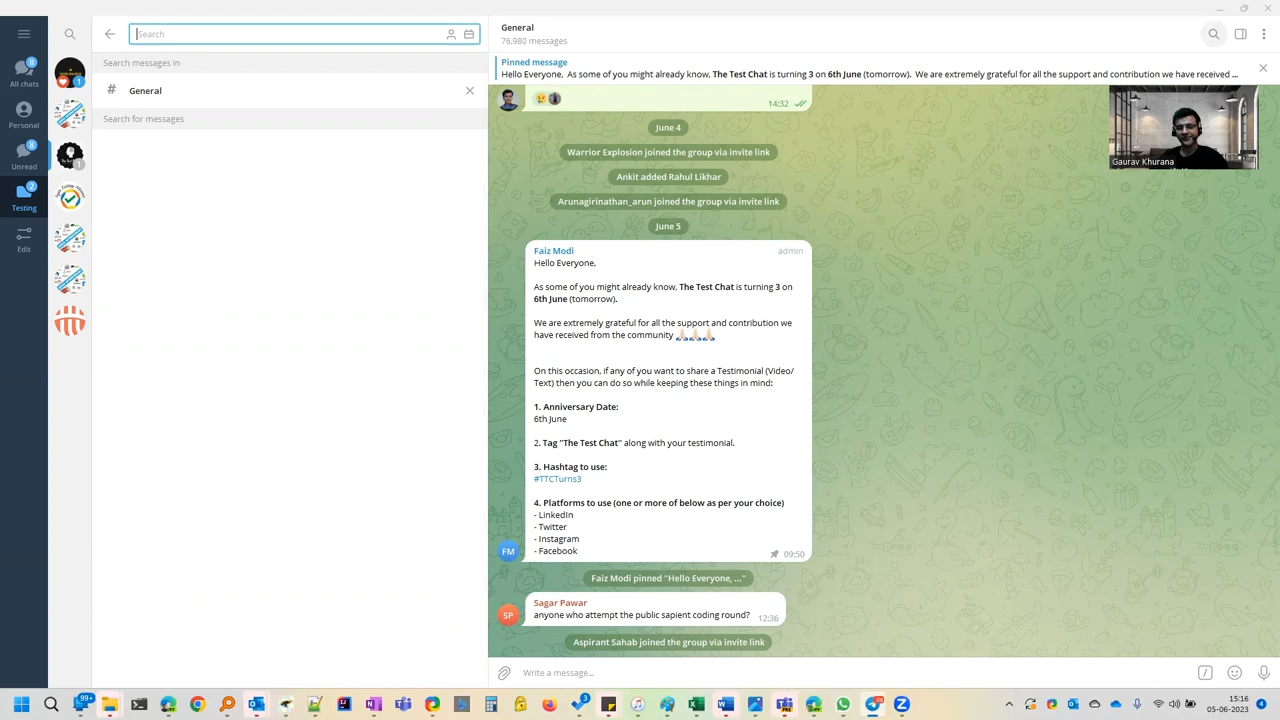 Search
Search messages in
General
Search for messages
8
All chats
1
Personal
8
Unread
1
2
Testing
Edit
General
76,980 messages
Pinned message
Hello Everyone, As some of you might already know, The Test Chat is turning 3 on 6th June (tomorrow). We are extremely grateful for all the support and contribution we have received ...
14:32
Gaurav Khurana
June 4
Warrior Explosion joined the group via invite link
Ankit added Rahul Likhar
Arunagirinathan_arun joined the group via invite link
June 5
Faiz Modi
admin
Hello Everyone,
As some of you might already know, The Test Chat is turning 3 on
6th June (tomorrow).
We are extremely grateful for all the support and contribution we
have received from the community
On this occasion, if any of you want to share a Testimonial (Video/
Text) then you can do so while keeping these things in mind:
1. Anniversary Date:
6th June
2. Tag "The Test Chat" along with your testimonial.
3. Hashtag to use:
#TTCTurns3
4. Platforms to use (one or more of below as per your choice)
- LinkedIn
- Twitter
- Instagram
- Facebook
FM
09:50
Faiz Modi pinned "Hello Everyone, ..."
Sagar Pawar
SP
anyone who attempt the public sapient coding round?
12:36
Aspirant Sahab joined the group via invite link
Write a message...
99+
3
15:16
05-06-2023
4